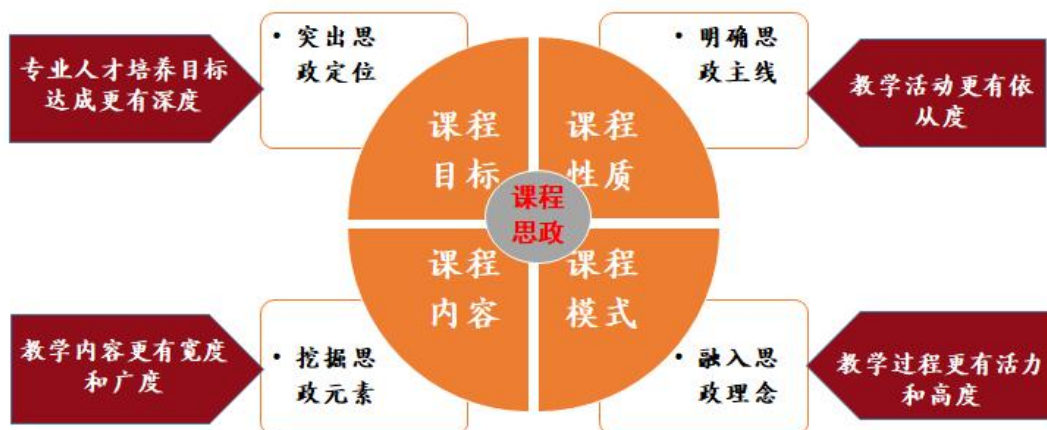 专业人才培养目标
达成更有深度
• 突出思
政定位
课程
目标
课程
性质
• 明确思
政主线
教学活动更有依
从度
课程
思政
教学内容更有宽度
和广度
• 挖掘思
政元素
课程
内容
课程
模式
• 融入思
政理念
教学过程更有活力
和高度